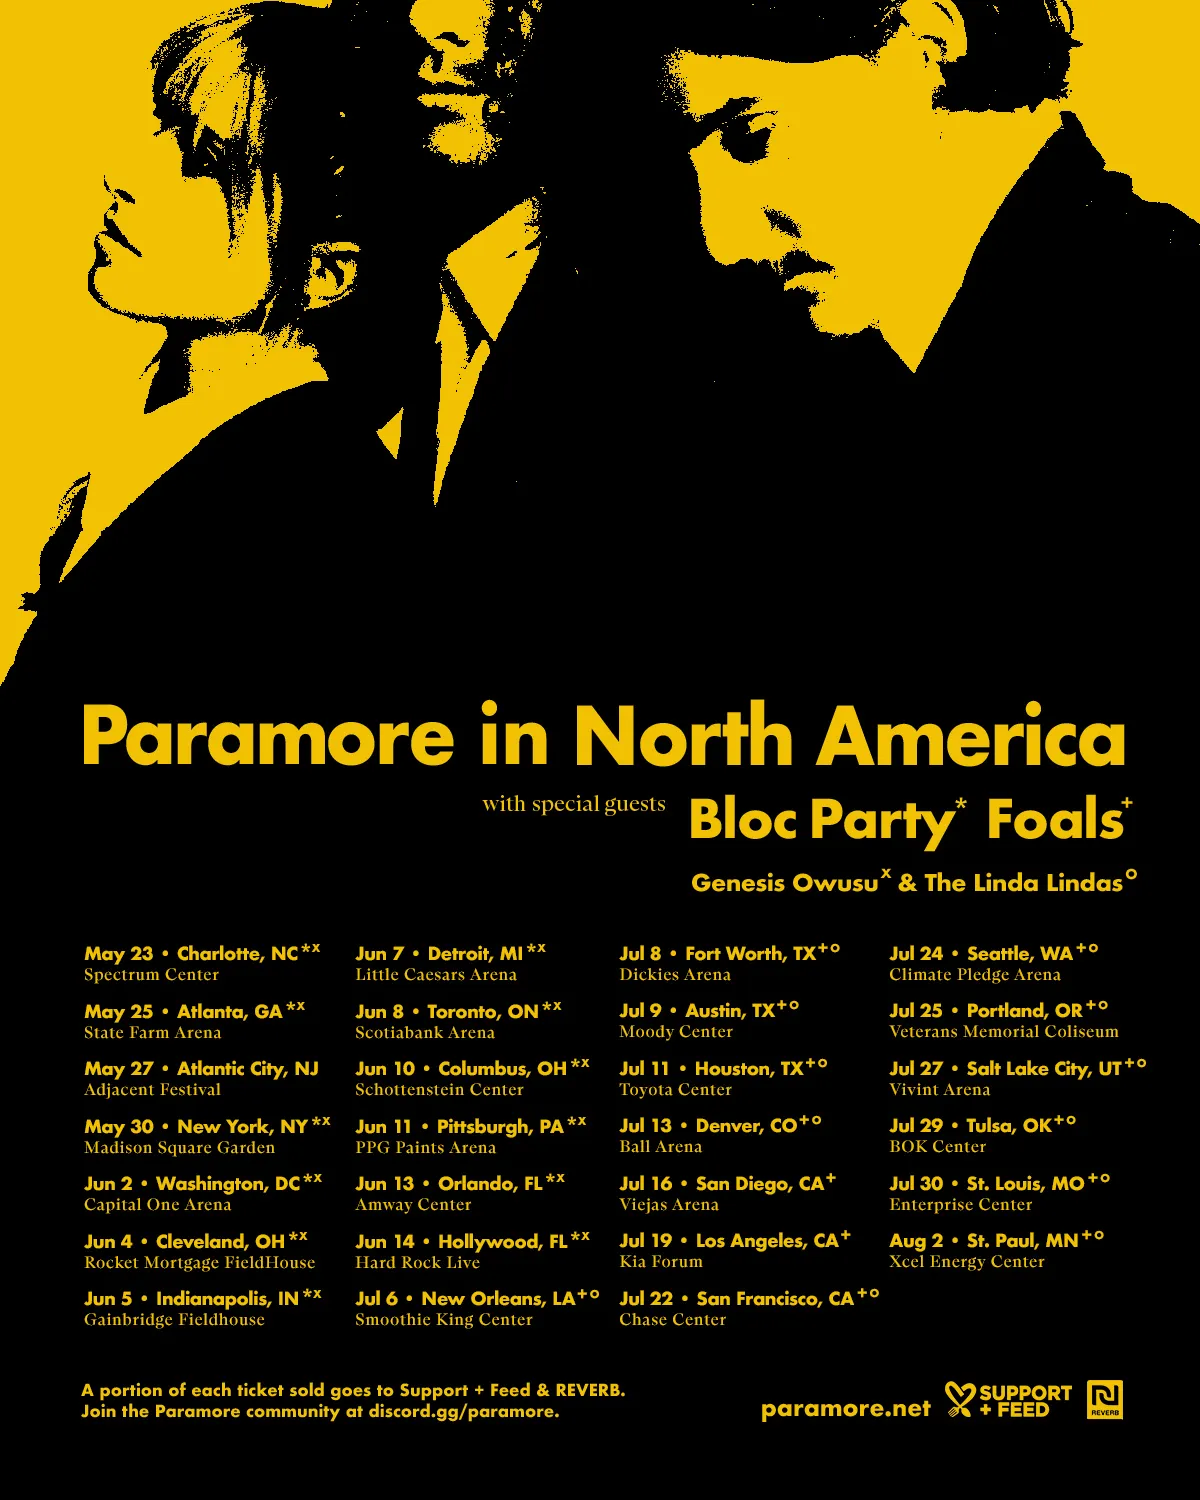 Paramore in North America
with special guests Bloc Party* Foals+
Genesis Owusu x & The Linda Lindas o
May 23 • Charlotte, NC *x
Spectrum Center
May 25 • Atlanta, GA *x
State Farm Arena
May 27 • Atlantic City, NJ
Adjacent Festival
May 30 • New York, NY *x
Madison Square Garden
Jun 2 • Washington, DC *x
Capital One Arena
Jun 4 • Cleveland, OH *x
Rocket Mortgage FieldHouse
Jun 5 • Indianapolis, IN *x
Gainbridge Fieldhouse
Jun 7 • Detroit, MI *x
Little Caesars Arena
Jun 8 • Toronto, ON *x
Scotiabank Arena
Jun 10 • Columbus, OH *x
Schottenstein Center
Jun 11 • Pittsburgh, PA *x
PPG Paints Arena
Jun 13 • Orlando, FL *x
Amway Center
Jun 14 • Hollywood, FL *x
Hard Rock Live
Jul 6 • New Orleans, LA +o
Smoothie King Center
Jul 8 • Fort Worth, TX +o
Dickies Arena
Jul 9 • Austin, TX +o
Moody Center
Jul 11 • Houston, TX +o
Toyota Center
Jul 13 • Denver, CO +o
Ball Arena
Jul 16 • San Diego, CA +
Viejas Arena
Jul 19 • Los Angeles, CA +
Kia Forum
Jul 22 • San Francisco, CA +o
Chase Center
Jul 24 • Seattle, WA +o
Climate Pledge Arena
Jul 25 • Portland, OR +o
Veterans Memorial Coliseum
Jul 27 • Salt Lake City, UT +o
Vivint Arena
Jul 29 • Tulsa, OK +o
BOK Center
Jul 30 • St. Louis, MO +o
Enterprise Center
Aug 2 • St. Paul, MN +o
Xcel Energy Center
A portion of each ticket sold goes to Support + Feed & REVERB.
Join the Paramore community at discord.gg/paramore.
paramore.net
SUPPORT
+ FEED
REVERB